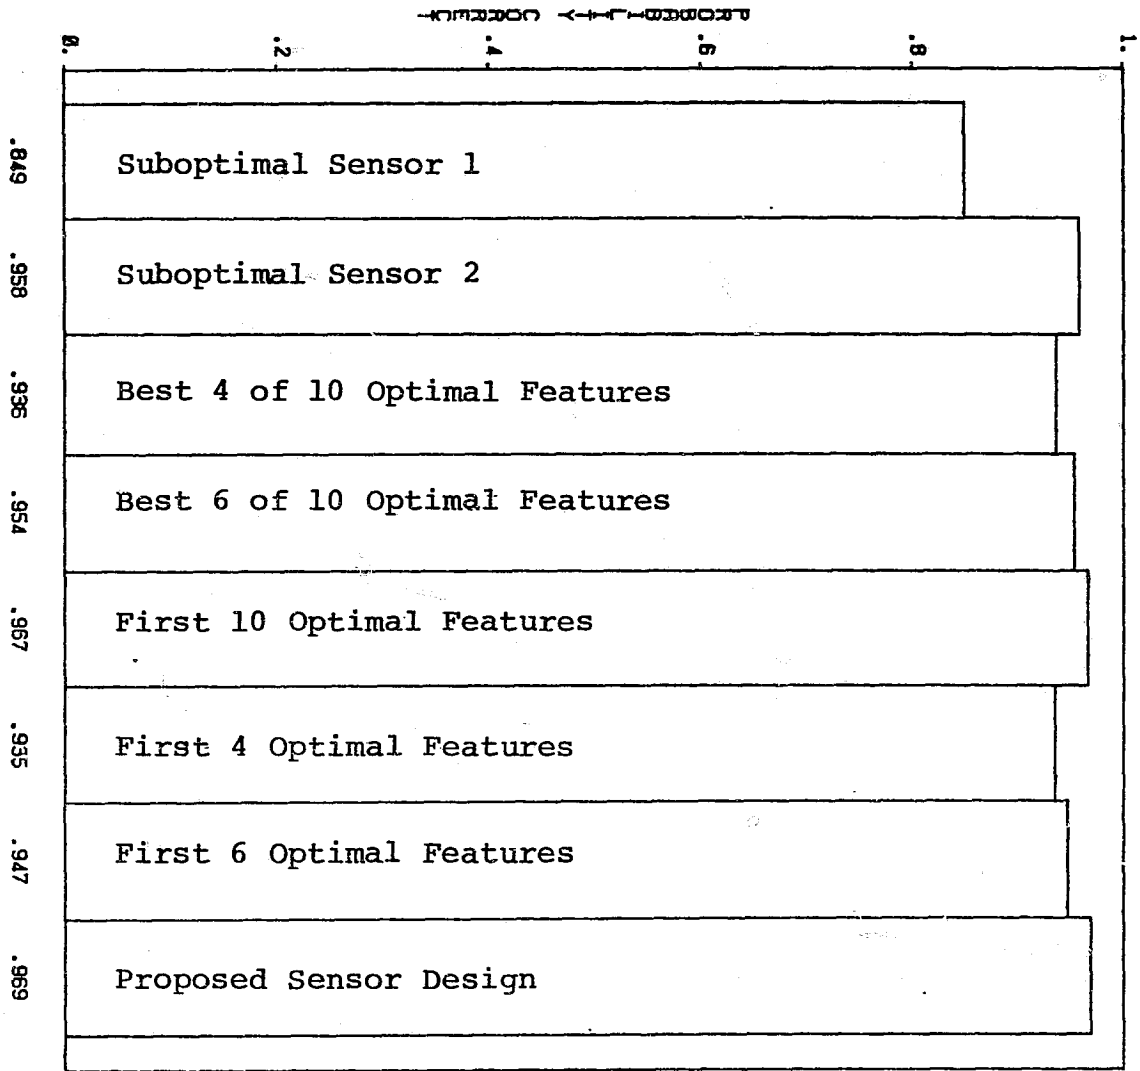 PROBABILITY CORRECT
0. .2 .4 .6 .8 1.
.849 Suboptimal Sensor 1
.958 Suboptimal Sensor 2
.936 Best 4 of 10 Optimal Features
.954 Best 6 of 10 Optimal Features
.967 First 10 Optimal Features
.935 First 4 Optimal Features
.947 First 6 Optimal Features
.969 Proposed Sensor Design